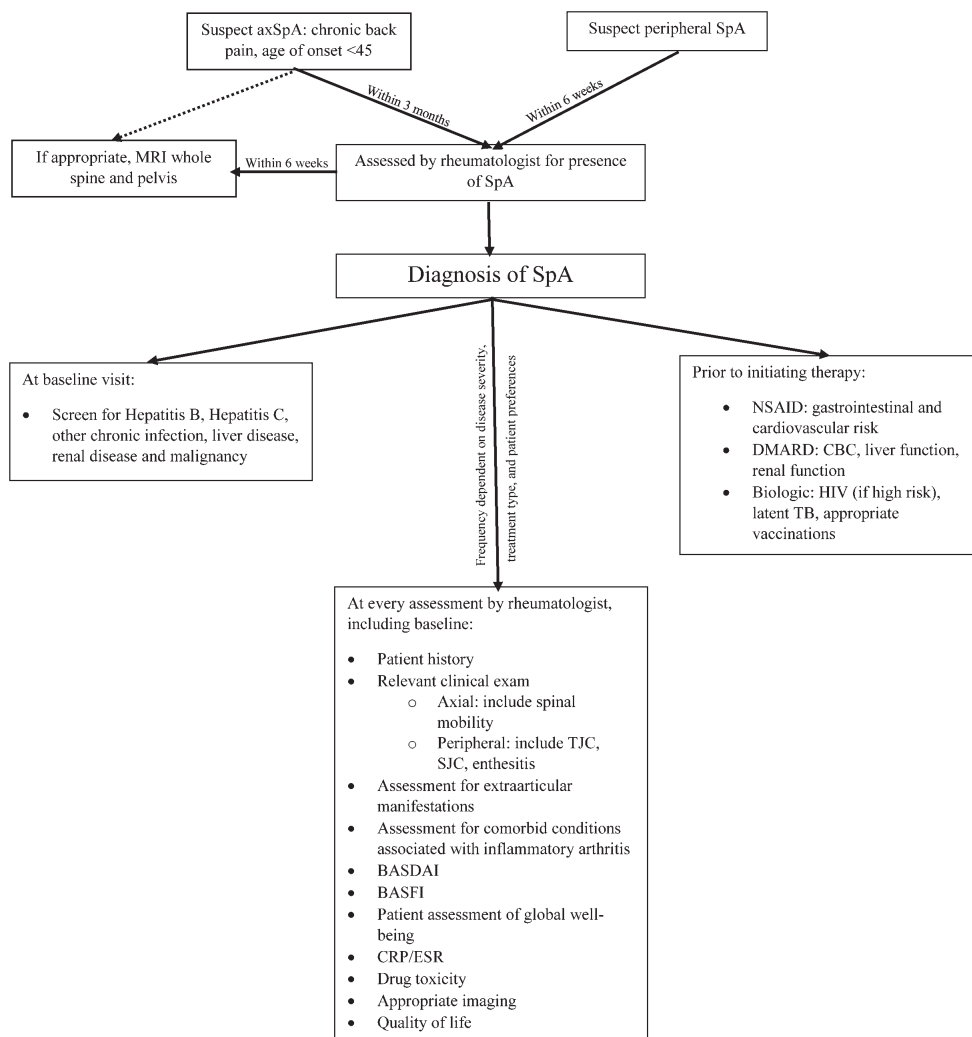 Suspect axSpA: chronic back
pain, age of onset <45
Suspect peripheral SpA
Within 3 months
Within 6 weeks
If appropriate, MRI whole
spine and pelvis
Within 6 weeks
Assessed by rheumatologist for presence
of SpA
Diagnosis of SpA
At baseline visit:
• Screen for Hepatitis B, Hepatitis C,
other chronic infection, liver disease,
renal disease and malignancy
Frequency dependent on disease severity,
treatment type, and patient preferences
Prior to initiating therapy:
• NSAID: gastrointestinal and
cardiovascular risk
• DMARD: CBC, liver function,
renal function
• Biologic: HIV (if high risk),
latent TB, appropriate
vaccinations
At every assessment by rheumatologist,
including baseline:
• Patient history
• Relevant clinical exam
o Axial: include spinal
mobility
o Peripheral: include TJC,
SJC, enthesitis
• Assessment for extraarticular
manifestations
• Assessment for comorbid conditions
associated with inflammatory arthritis
• BASDAI
• BASFI
• Patient assessment of global well-
being
• CRP/ESR
• Drug toxicity
• Appropriate imaging
• Quality of life